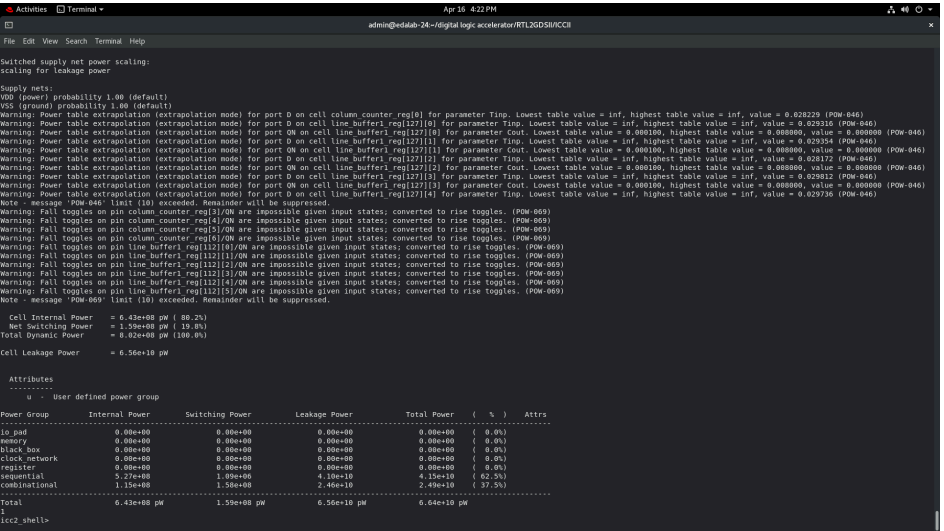 Activities Terminal Apr 16 4:22 PM
admin@edalab-24:~/digital logic accelerator/RTL2GDSII/ICCII
File Edit View Search Terminal Help
Switched supply net power scaling:
scaling for leakage power
Supply nets:
VDD (power) probability 1.00 (default)
VSS (ground) probability 1.00 (default)
Warning: Power table extrapolation (extrapolation mode) for port D on cell column_counter_reg[0] for parameter Tinp. Lowest table value = inf, highest table value = inf, value = 0.028229 (POW-046)
Warning: Power table extrapolation (extrapolation mode) for port D on cell line_buffer1_reg[127][0] for parameter Tinp. Lowest table value = inf, highest table value = inf, value = 0.029316 (POW-046)
Warning: Power table extrapolation (extrapolation mode) for port QN on cell line_buffer1_reg[127][0] for parameter Cout. Lowest table value = 0.000100, highest table value = 0.008000, value = 0.000000 (POW-046)
Warning: Power table extrapolation (extrapolation mode) for port D on cell line_buffer1_reg[127][1] for parameter Tinp. Lowest table value = inf, highest table value = inf, value = 0.029354 (POW-046)
Warning: Power table extrapolation (extrapolation mode) for port QN on cell line_buffer1_reg[127][1] for parameter Cout. Lowest table value = 0.000100, highest table value = 0.008000, value = 0.000000 (POW-046)
Warning: Power table extrapolation (extrapolation mode) for port D on cell line_buffer1_reg[127][2] for parameter Tinp. Lowest table value = inf, highest table value = inf, value = 0.028172 (POW-046)
Warning: Power table extrapolation (extrapolation mode) for port QN on cell line_buffer1_reg[127][2] for parameter Cout. Lowest table value = 0.000100, highest table value = 0.008000, value = 0.000000 (POW-046)
Warning: Power table extrapolation (extrapolation mode) for port D on cell line_buffer1_reg[127][3] for parameter Tinp. Lowest table value = inf, highest table value = inf, value = 0.029812 (POW-046)
Warning: Power table extrapolation (extrapolation mode) for port QN on cell line_buffer1_reg[127][3] for parameter Cout. Lowest table value = 0.000100, highest table value = 0.008000, value = 0.000000 (POW-046)
Warning: Power table extrapolation (extrapolation mode) for port D on cell line_buffer1_reg[127][4] for parameter Tinp. Lowest table value = inf, highest table value = inf, value = 0.029736 (POW-046)
Note - message 'POW-046' limit (10) exceeded. Remainder will be suppressed.
Warning: Fall toggles on pin column_counter_reg[3]/QN are impossible given input states; converted to rise toggles. (POW-069)
Warning: Fall toggles on pin column_counter_reg[4]/QN are impossible given input states; converted to rise toggles. (POW-069)
Warning: Fall toggles on pin column_counter_reg[5]/QN are impossible given input states; converted to rise toggles. (POW-069)
Warning: Fall toggles on pin column_counter_reg[6]/QN are impossible given input states; converted to rise toggles. (POW-069)
Warning: Fall toggles on pin line_buffer1_reg[112][0]/QN are impossible given input states; converted to rise toggles. (POW-069)
Warning: Fall toggles on pin line_buffer1_reg[112][1]/QN are impossible given input states; converted to rise toggles. (POW-069)
Warning: Fall toggles on pin line_buffer1_reg[112][2]/QN are impossible given input states; converted to rise toggles. (POW-069)
Warning: Fall toggles on pin line_buffer1_reg[112][3]/QN are impossible given input states; converted to rise toggles. (POW-069)
Warning: Fall toggles on pin line_buffer1_reg[112][4]/QN are impossible given input states; converted to rise toggles. (POW-069)
Warning: Fall toggles on pin line_buffer1_reg[112][5]/QN are impossible given input states; converted to rise toggles. (POW-069)
Note - message 'POW-069' limit (10) exceeded. Remainder will be suppressed.
Cell Internal Power = 6.43e+08 pW ( 80.2%)
Net Switching Power = 1.59e+08 pW ( 19.8%)
Total Dynamic Power = 8.02e+08 pW (100.0%)
Cell Leakage Power = 6.56e+10 pW
Attributes
----------
u - User defined power group
Power Group Internal Power Switching Power Leakage Power Total Power ( % ) Attrs
io_pad 0.00e+00 0.00e+00 0.00e+00 0.00e+00 ( 0.0%)
memory 0.00e+00 0.00e+00 0.00e+00 0.00e+00 ( 0.0%)
black_box 0.00e+00 0.00e+00 0.00e+00 0.00e+00 ( 0.0%)
clock_network 0.00e+00 0.00e+00 0.00e+00 0.00e+00 ( 0.0%)
register 0.00e+00 0.00e+00 0.00e+00 0.00e+00 ( 0.0%)
sequential 5.27e+08 1.09e+06 4.10e+10 4.15e+10 ( 62.5%)
combinational 1.15e+08 1.58e+08 2.46e+10 2.49e+10 ( 37.5%)
Total 6.43e+08 pW 1.59e+08 pW 6.56e+10 pW 6.64e+10 pW
1
icc2_shell>